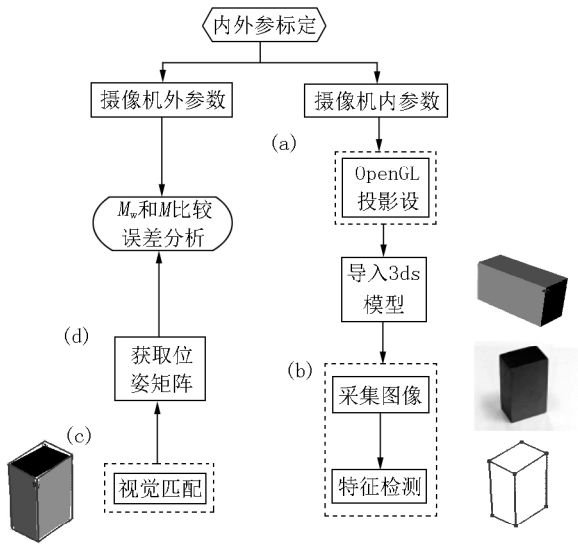 内外参标定
摄像机外参数
摄像机内参数
(a)
OpenGL
投影设
Mw和M比较
误差分析
导入3ds
模型
(d)
获取位
姿矩阵
(b)
采集图像
(c)
视觉匹配
特征检测